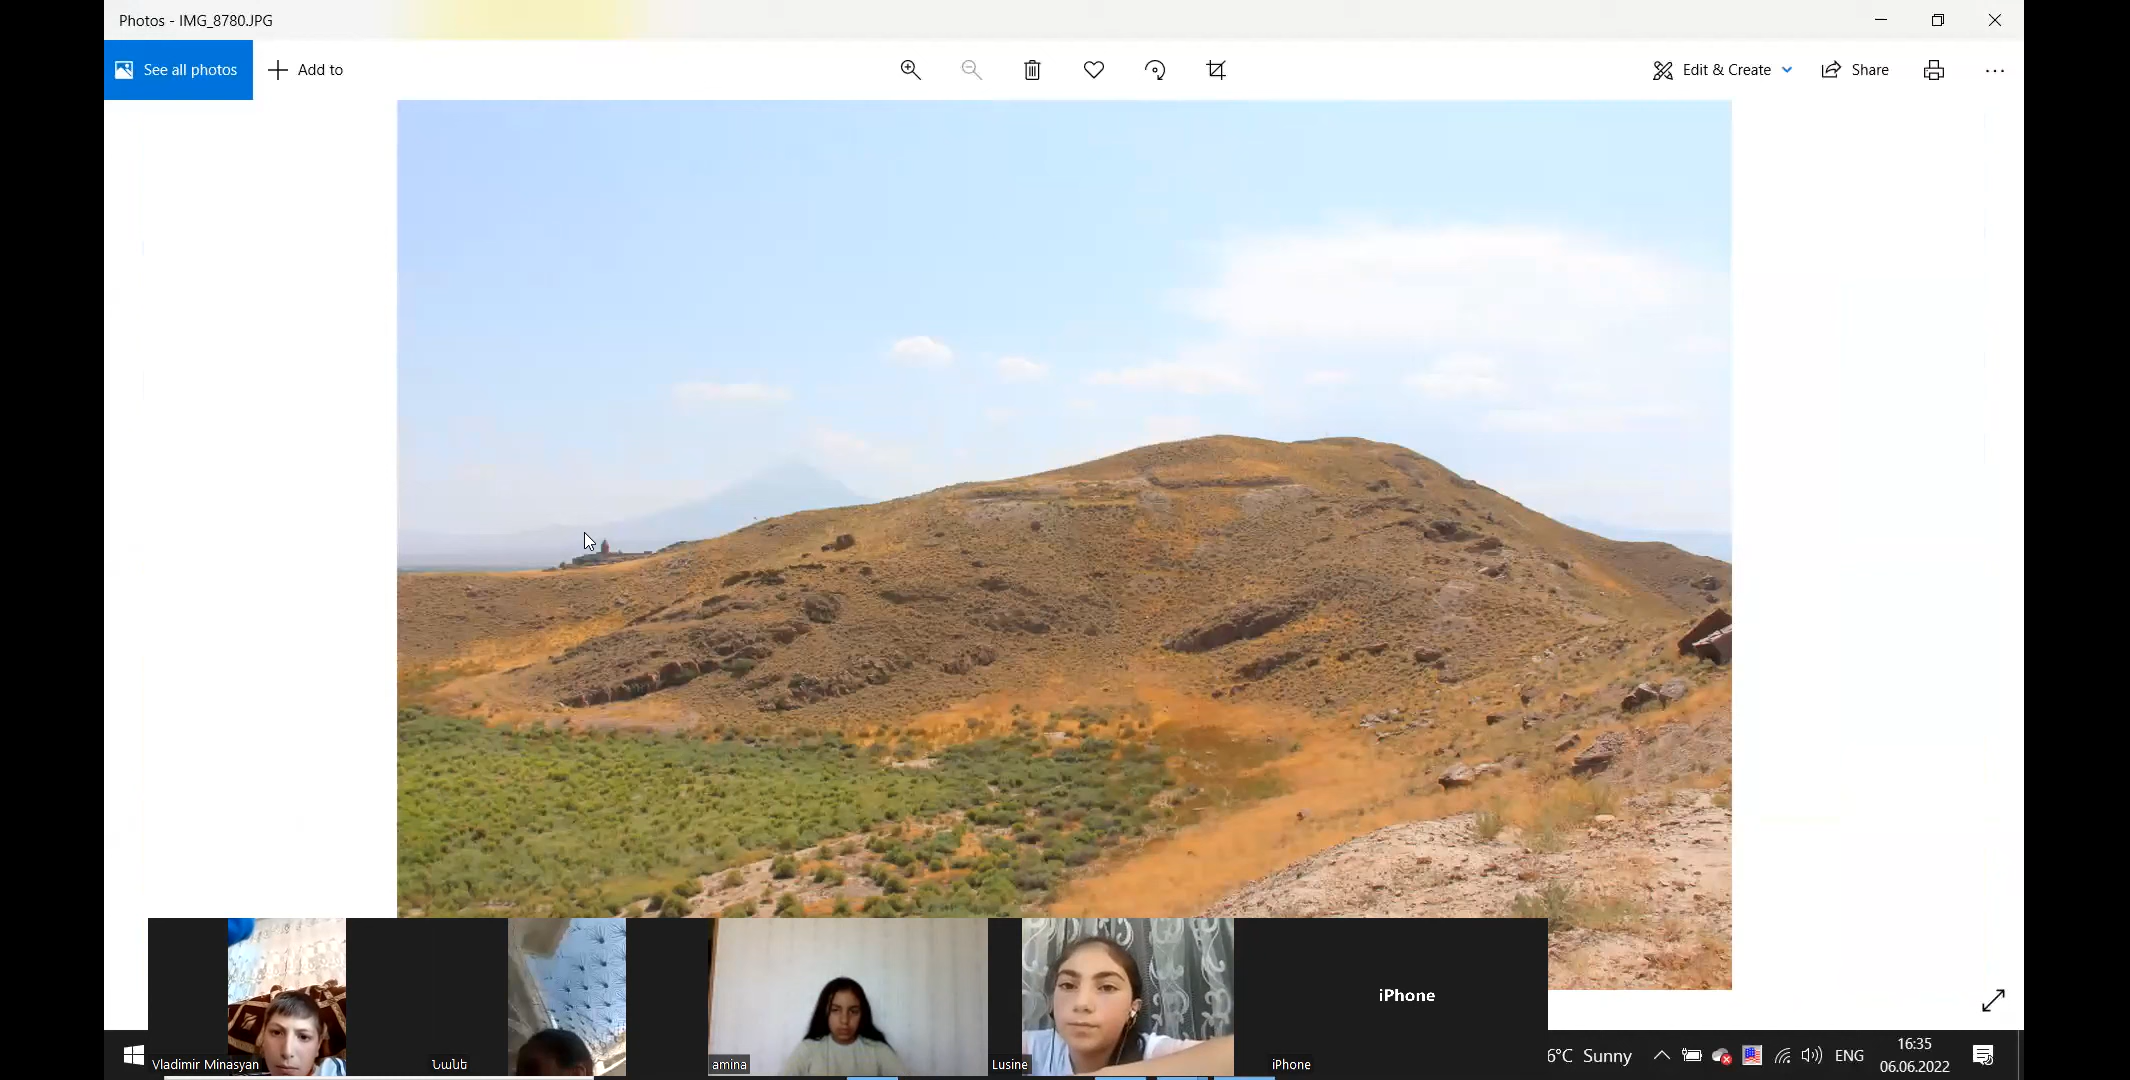 Photos - IMG_8780.JPG
See all photos
Add to
Edit & Create
Share
iPhone
Vladimir Minasyan
Նանե
amina
Lusine
iPhone
6°C Sunny
ENG
16:35
06.06.2022